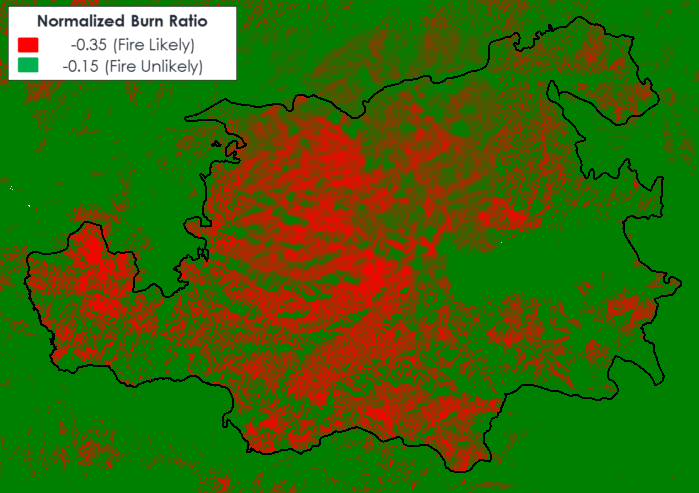 Normalized Burn Ratio
-0.35 (Fire Likely)
-0.15 (Fire Unlikely)